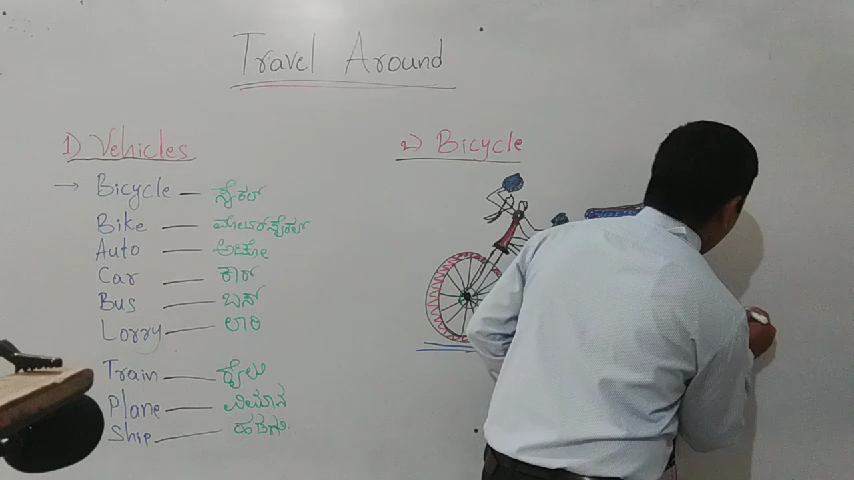 Travel Around
1) Vehicles
→ Bicycle — ಸೈಕಲ್
Bike — ಮೋಟರ್ ಸೈಕಲ್
Auto — ಆಟೋ
Car — ಕಾರ್
Bus — ಬಸ್
Lorry — ಲಾರಿ
Train — ರೈಲು
Plane — ವಿಮಾನ
Ship — ಹಡಗು
2) Bicycle